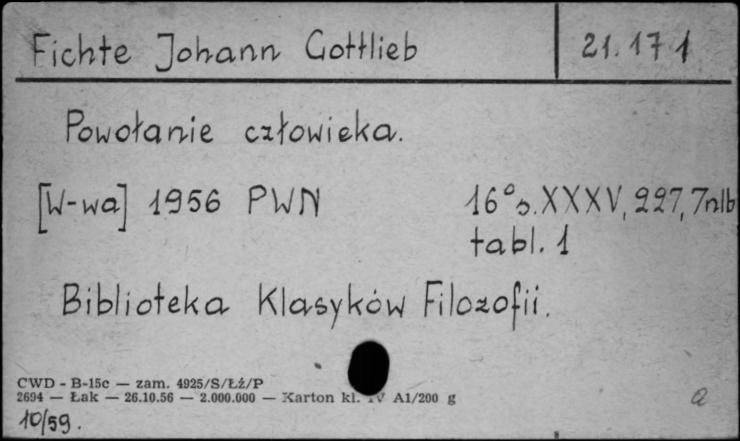 Fichte Johann Gottlieb 21.171
Powołanie człowieka.
[W-wa] 1956 PWN 16° s. XXXV, 227, 7nlb
tabl. 1
Biblioteka Klasyków Filozofii.
CWD - B-15c — zam. 4925/S/Łź/P
2694 — Łak — 26.10.56 — 2.000.000 — Karton kl. IV A1/200 g
a
10/59.